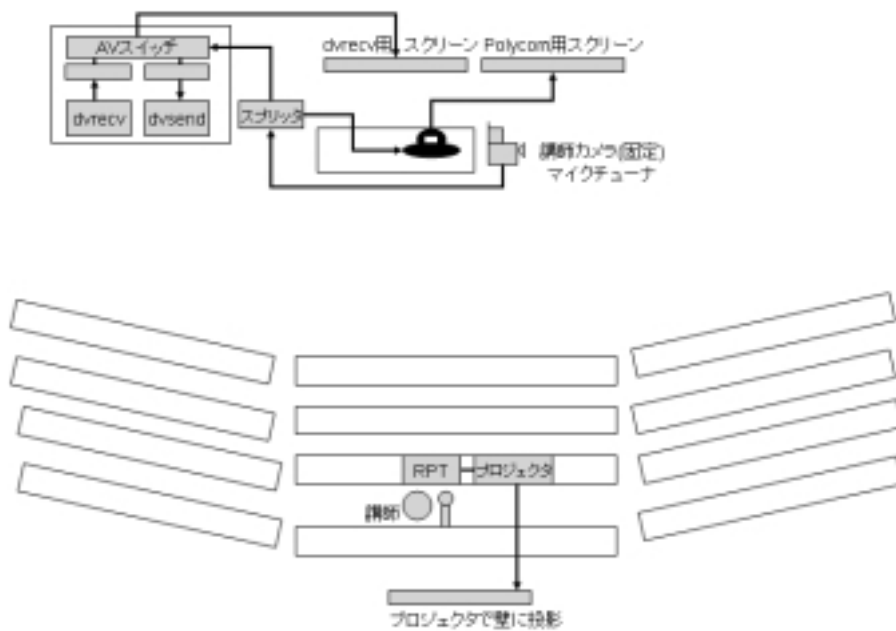 AVスイッチ
dvrecv
dvsend
スプリッタ
dvrecv用 スクリーン
Polycom用スクリーン
講師カメラ(固定)
マイクチューナ
RPT
プロジェクタ
講師
プロジェクタで壁に投影